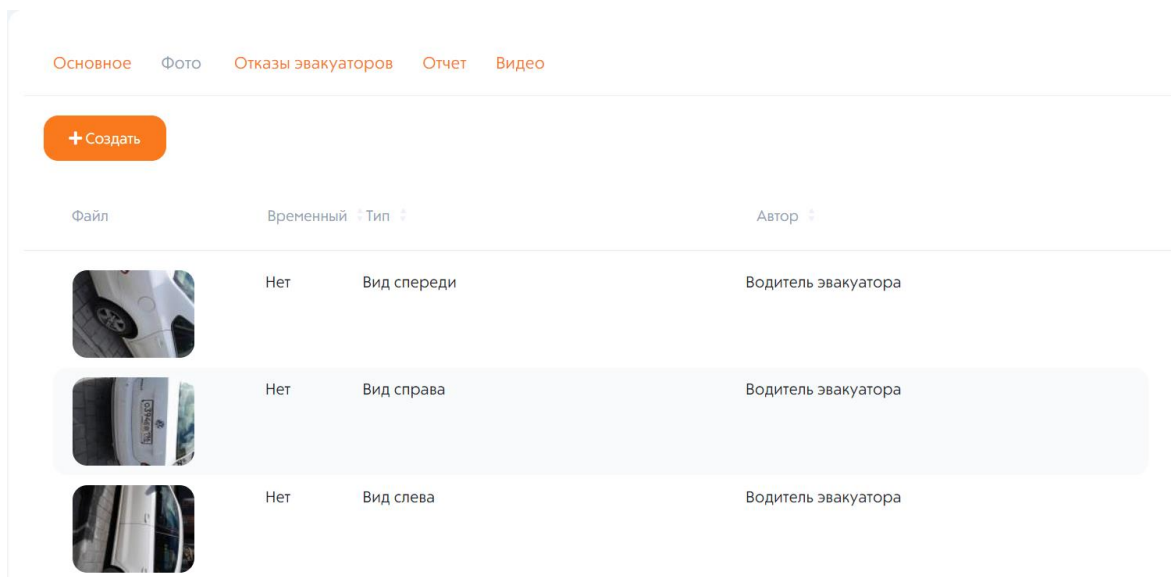 Основное Фото Отказы эвакуаторов Отчет Видео
+ Создать
Файл Временный Тип Автор
Нет Вид спереди Водитель эвакуатора
Нет Вид справа Водитель эвакуатора
Нет Вид слева Водитель эвакуатора